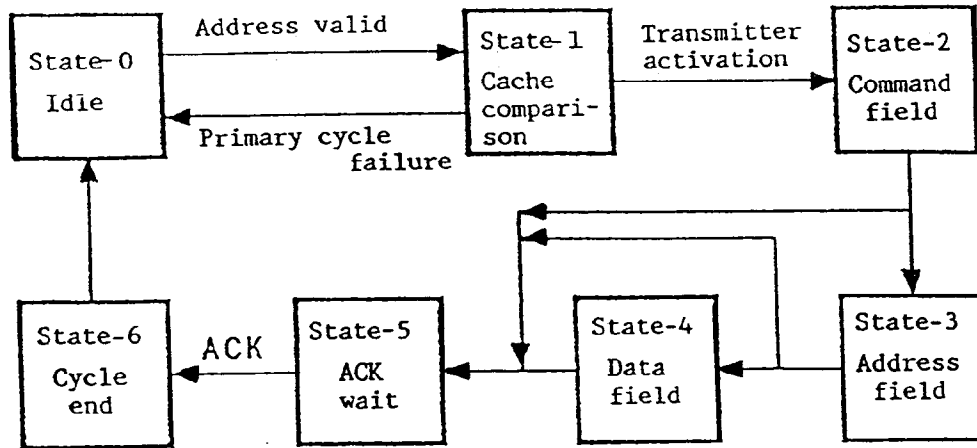 State-0
Idie
Address valid
Primary cycle
failure
State-1
Cache
compari-
son
Transmitter
activation
State-2
Command
field
State-3
Address
field
State-4
Data
field
State-5
ACK
wait
ACK
State-6
Cycle
end